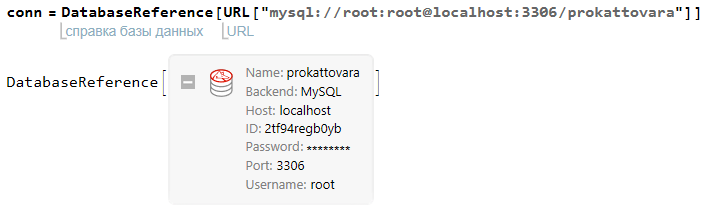 conn = DatabaseReference[URL["mysql://root:root@localhost:3306/prokattovara"]]
справка базы данных URL
DatabaseReference[
Name: prokattovara
Backend: MySQL
Host: localhost
ID: 2tf94regb0yb
Password: ********
Port: 3306
Username: root
]